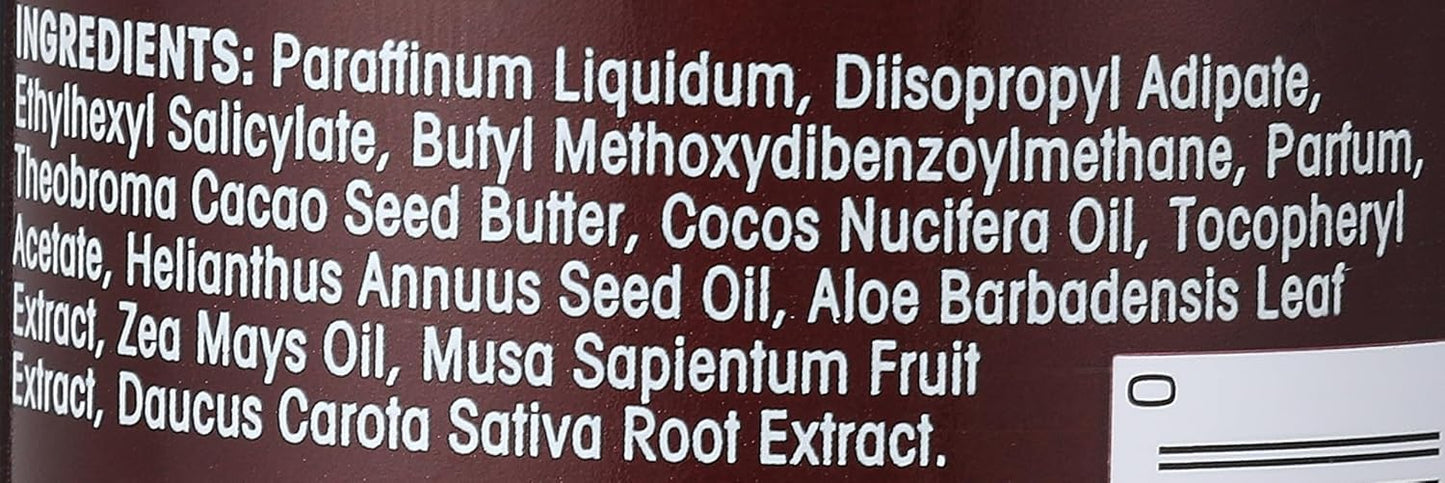 INGREDIENTS: Paraffinum Liquidum, Diisopropyl Adipate,
Ethylhexyl Salicylate, Butyl Methoxydibenzoylmethane, Parfum,
Theobroma Cacao Seed Butter, Cocos Nucifera Oil, Tocopheryl
Acetate, Helianthus Annuus Seed Oil, Aloe Barbadensis Leaf
Extract, Zea Mays Oil, Musa Sapientum Fruit
Extract, Daucus Carota Sativa Root Extract.
0